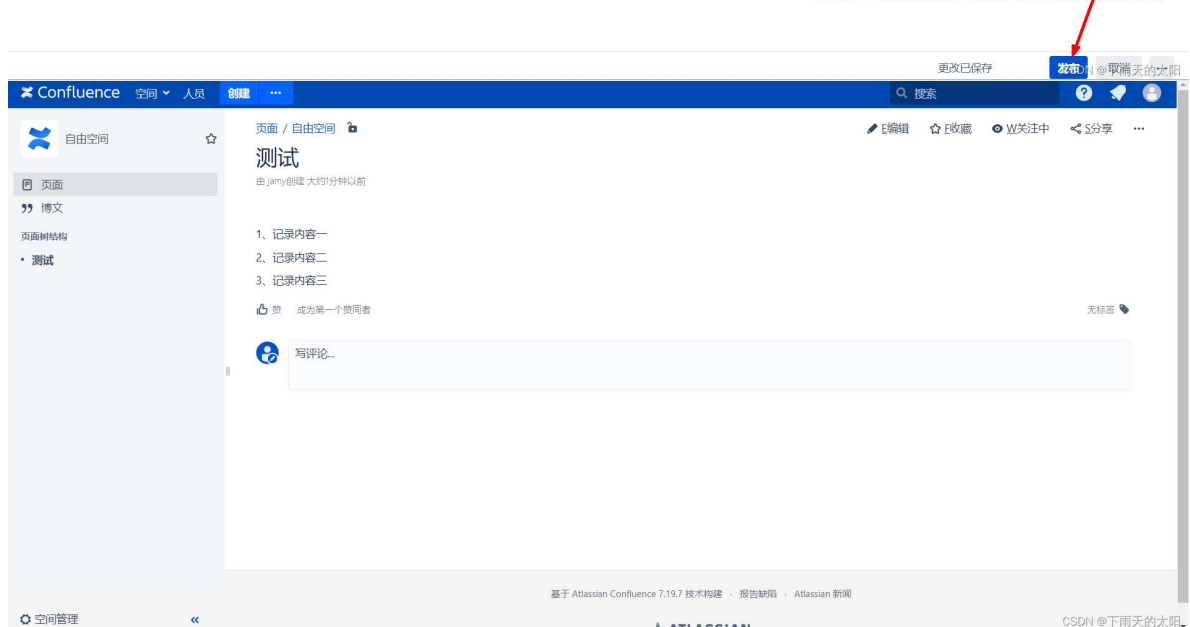 更改已保存 发布 取消 ...
CSDN @下雨天的太阳
Confluence 空间 人员 创建 ... 搜索
自由空间
页面 / 自由空间
E编辑 F收藏 W关注中 S分享 ...
测试
由 jamy创建 大约1分钟以前
页面
博文
页面树结构
• 测试
1、记录内容一
2、记录内容二
3、记录内容三
赞 成为第一个赞同者
无标签
写评论...
基于 Atlassian Confluence 7.19.7 技术构建 · 报告缺陷 · Atlassian 新闻
空间管理 «
ATLASSIAN
CSDN @下雨天的太阳